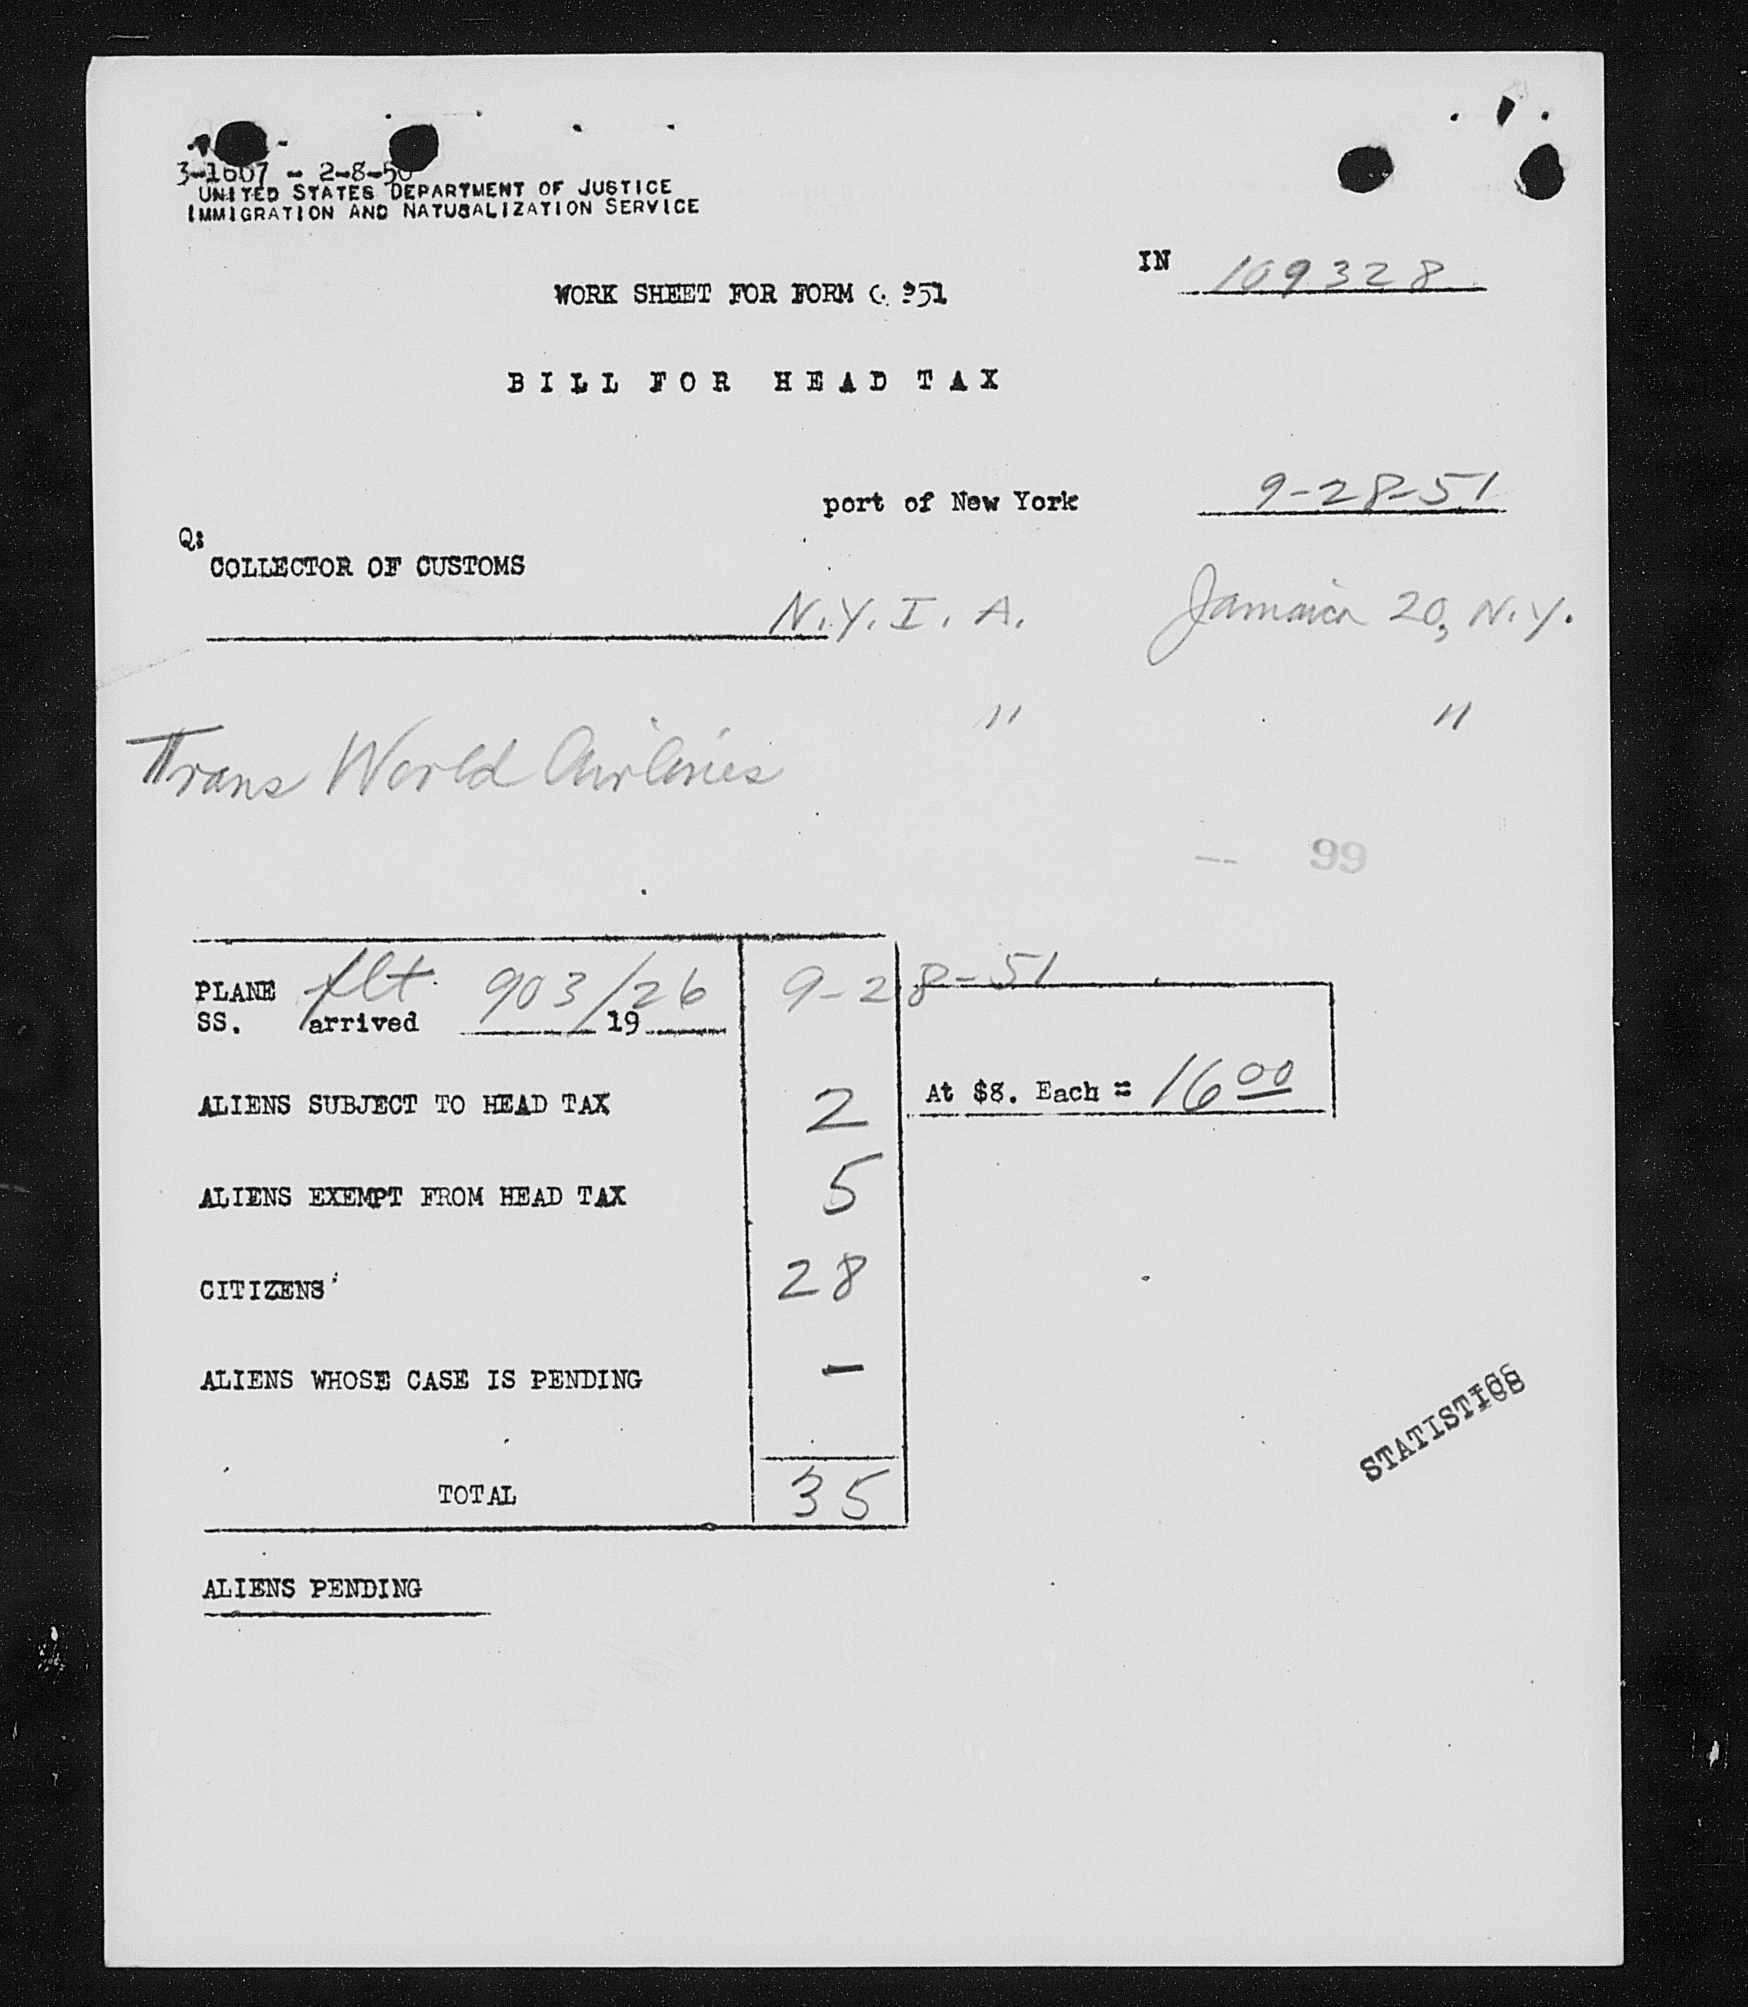 3-1607 - 2-8-50
UNITED STATES DEPARTMENT OF JUSTICE
IMMIGRATION AND NATURALIZATION SERVICE
IN 109328
WORK SHEET FOR FORM G. 351
BILL FOR HEAD TAX
port of New York 9-28-51
Q:
COLLECTOR OF CUSTOMS
N.Y.I.A. Jamaica 20, N.Y.
Trans World Airlines " "
99
PLANE flt. 903/26 9-28-51
SS. arrived 19
ALIENS SUBJECT TO HEAD TAX 2 At $8. Each = 16 00
ALIENS EXEMPT FROM HEAD TAX 5
CITIZENS 28
ALIENS WHOSE CASE IS PENDING -
TOTAL 35
STATISTICS
ALIENS PENDING